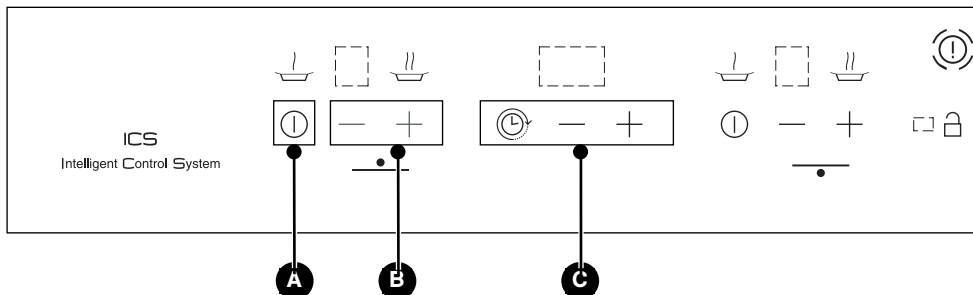 ICS
Intelligent Control System
A B C